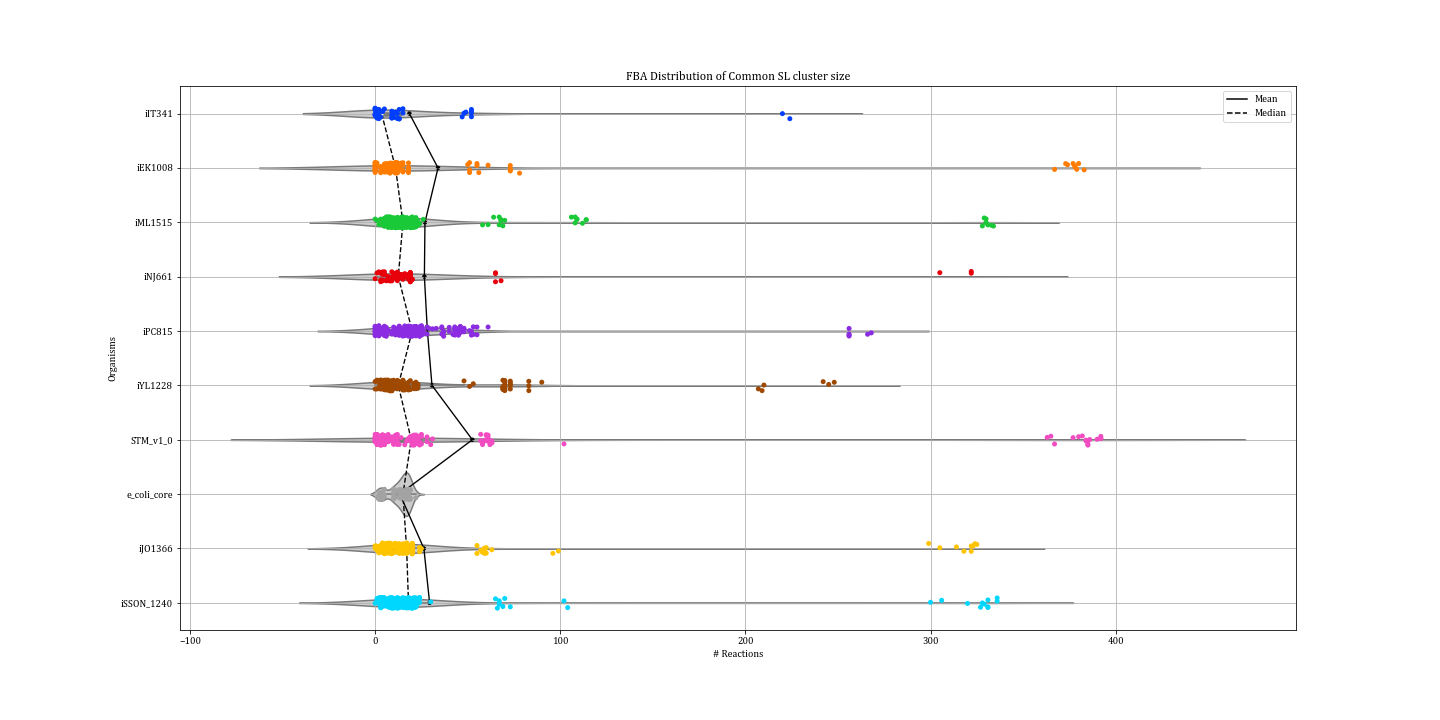 FBA Distribution of Common SL cluster size
Mean
Median
iIT341
iEK1008
iML1515
iNJ661
iPC815
iYL1228
STM_v1_0
e_coli_core
iJO1366
iSSON_1240
Organisms
−100
0
100
200
300
400
# Reactions